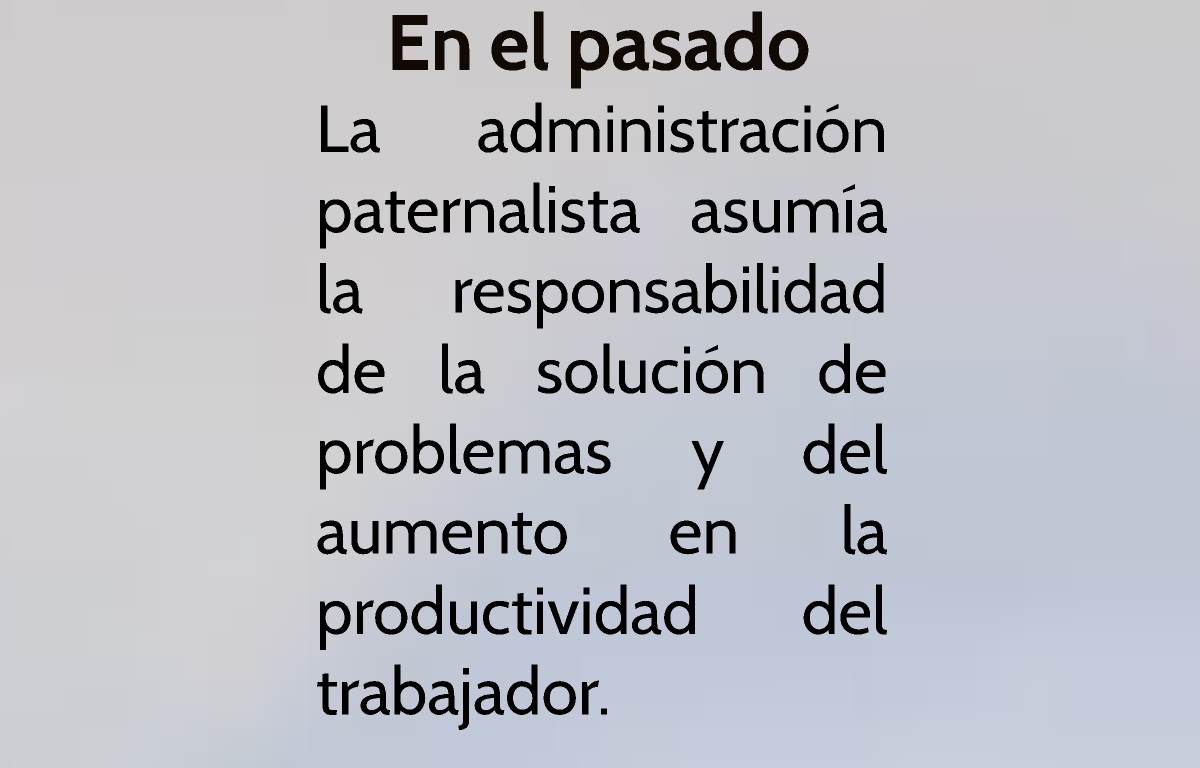 En el pasado
La administración
paternalista asumía
la responsabilidad
de la solución de
problemas y del
aumento en la
productividad del
trabajador.